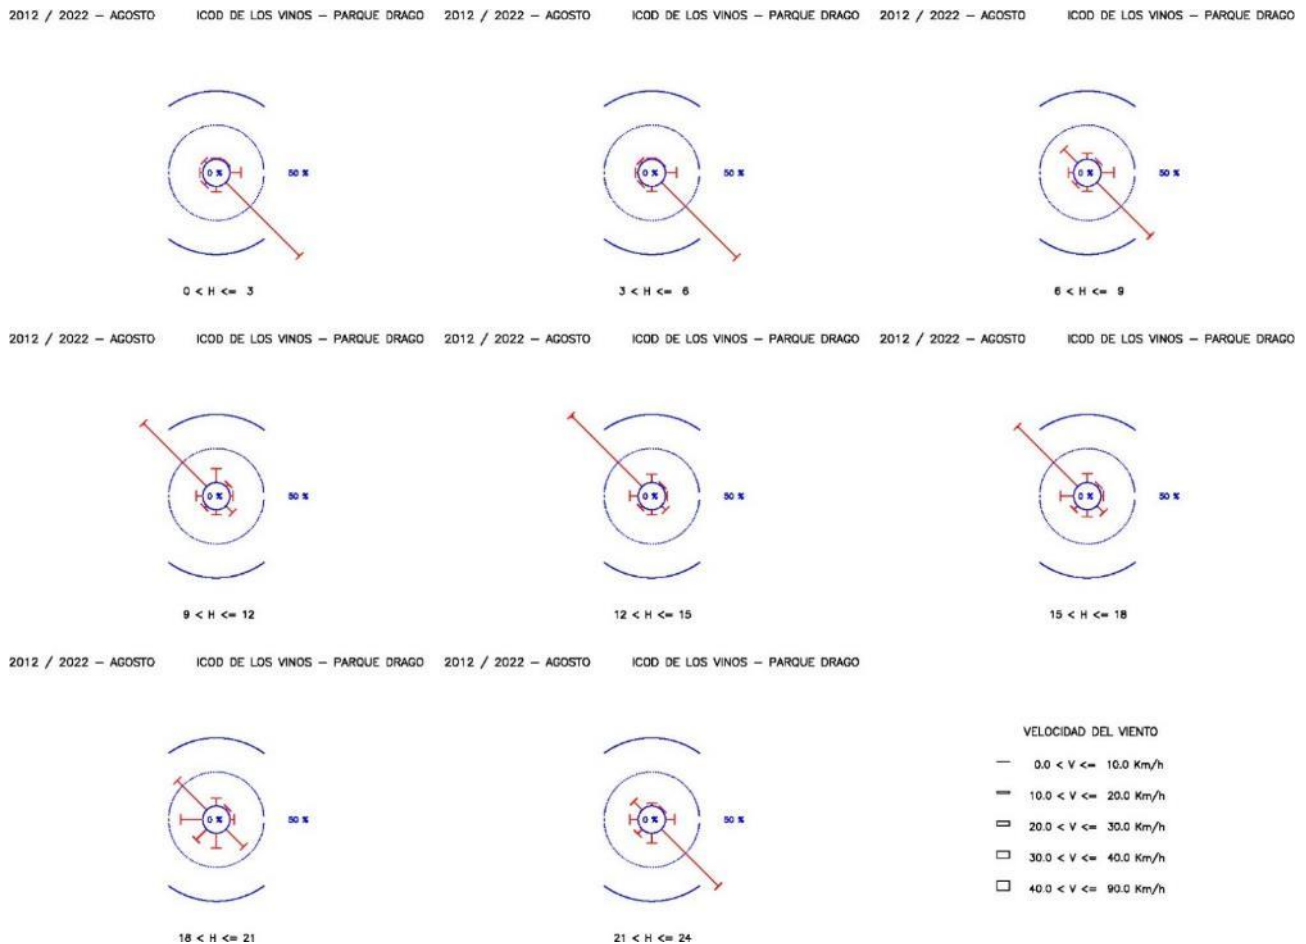 2012 / 2022 – AGOSTO ICOD DE LOS VINOS – PARQUE DRAGO
0 %
50 %
0 < H <= 3
2012 / 2022 – AGOSTO ICOD DE LOS VINOS – PARQUE DRAGO
0 %
50 %
3 < H <= 6
2012 / 2022 – AGOSTO ICOD DE LOS VINOS – PARQUE DRAGO
0 %
50 %
6 < H <= 9
2012 / 2022 – AGOSTO ICOD DE LOS VINOS – PARQUE DRAGO
0 %
50 %
9 < H <= 12
2012 / 2022 – AGOSTO ICOD DE LOS VINOS – PARQUE DRAGO
0 %
50 %
12 < H <= 15
2012 / 2022 – AGOSTO ICOD DE LOS VINOS – PARQUE DRAGO
0 %
50 %
15 < H <= 18
2012 / 2022 – AGOSTO ICOD DE LOS VINOS – PARQUE DRAGO
0 %
50 %
18 < H <= 21
2012 / 2022 – AGOSTO ICOD DE LOS VINOS – PARQUE DRAGO
0 %
50 %
21 < H <= 24
VELOCIDAD DEL VIENTO
0.0 < V <= 10.0 Km/h
10.0 < V <= 20.0 Km/h
20.0 < V <= 30.0 Km/h
30.0 < V <= 40.0 Km/h
40.0 < V <= 90.0 Km/h